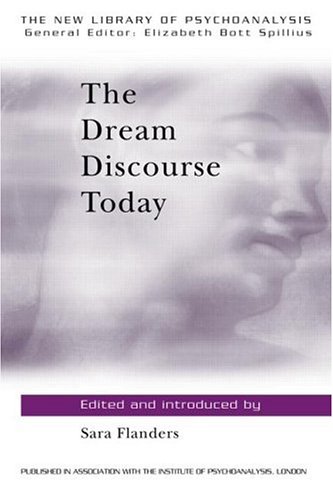 THE NEW LIBRARY OF PSYCHOANALYSIS
General Editor: Elizabeth Bott Spillius
The
Dream
Discourse
Today
Edited and introduced by
Sara Flanders
PUBLISHED IN ASSOCIATION WITH THE INSTITUTE OF PSYCHOANALYSIS, LONDON